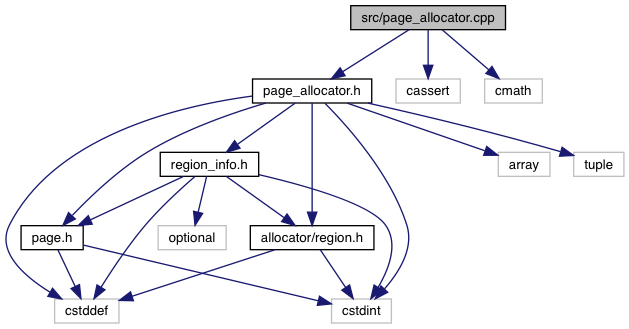 src/page_allocator.cpp
page_allocator.h
cassert
cmath
region_info.h
array
tuple
page.h
optional
allocator/region.h
cstddef
cstdint